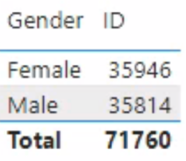 Gender ID
Female 35946
Male 35814
Total 71760